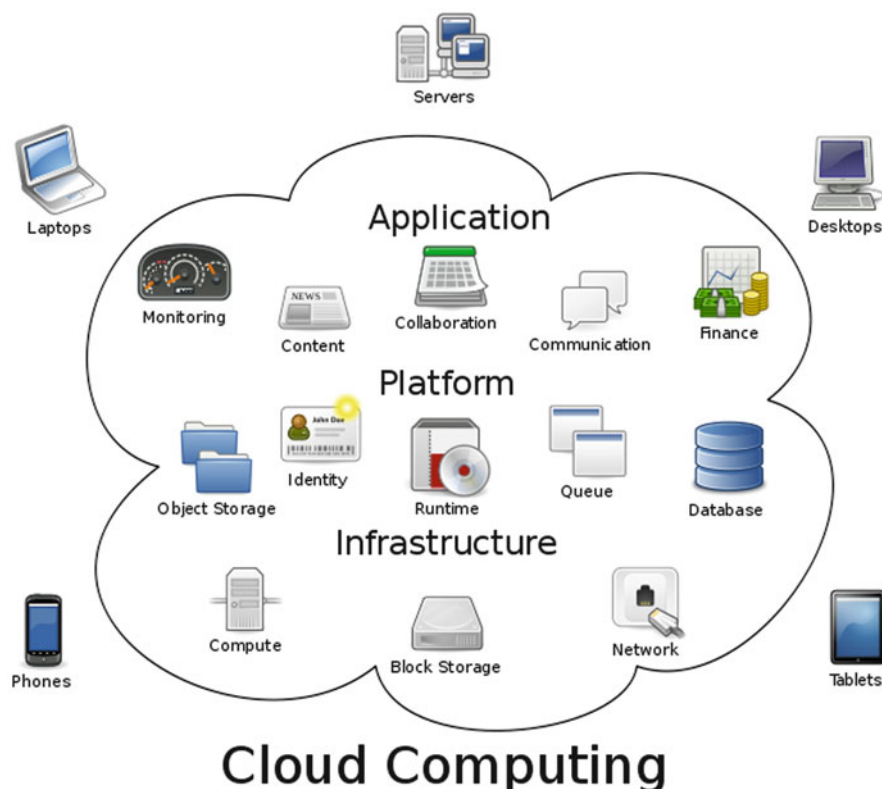 Servers
Laptops
Desktops
Application
Monitoring
NEWS
Content
Collaboration
Communication
Finance
Platform
John Doe
Object Storage
Identity
Runtime
Queue
Database
Infrastructure
Compute
Block Storage
Network
Phones
Tablets
Cloud Computing